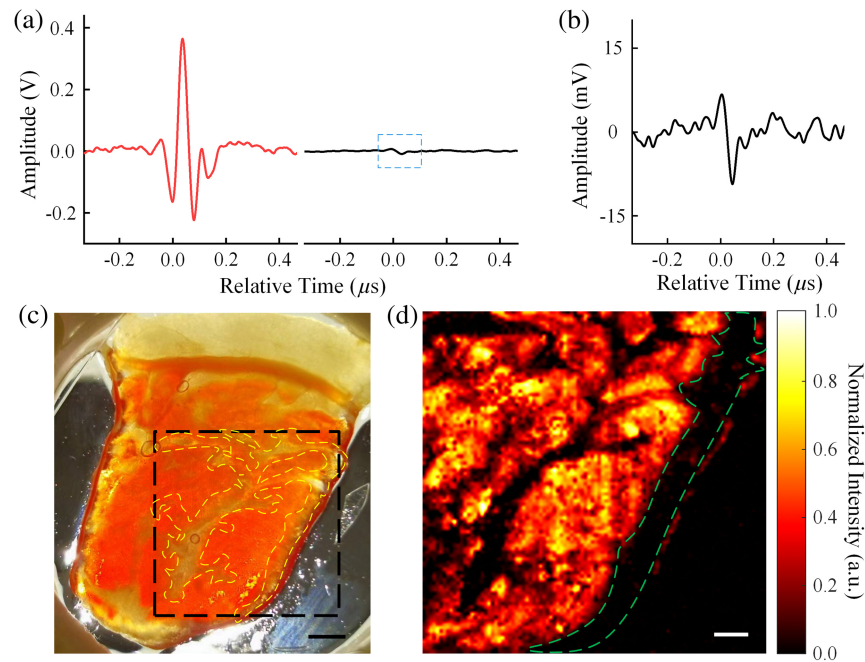 (a)
(b)
Amplitude (V)
0.4
0.2
0.0
-0.2
-0.2 0.0 0.2 0.4
-0.2 0.0 0.2 0.4
Relative Time (μs)
Amplitude (mV)
15
0
-15
-0.2 0.0 0.2 0.4
Relative Time (μs)
(c)
(d)
1.0
0.8
0.6
0.4
0.2
0.0
Normalized Intensity (a.u.)